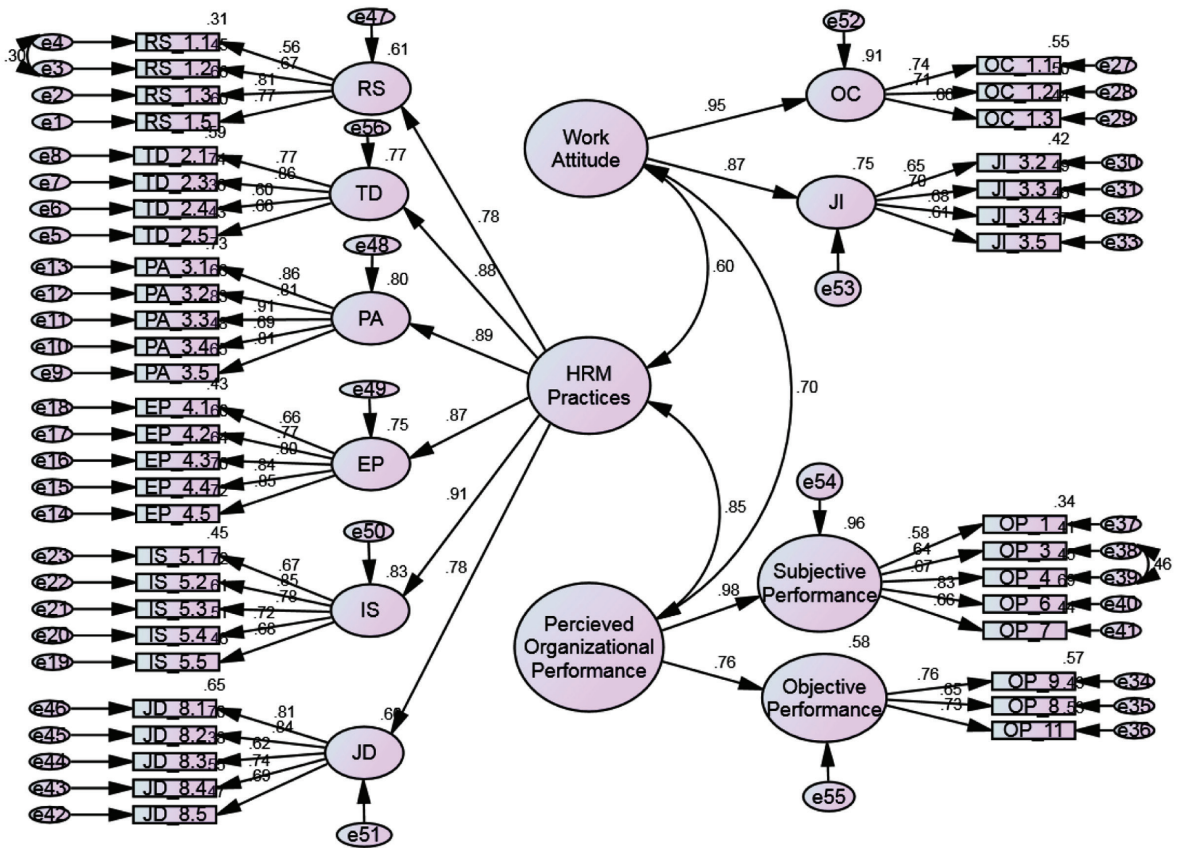 e47
.31
e4
RS_1.1
.56
.61
.30
e3
RS_1.2
.67
RS
e2
RS_1.3
.81
e1
RS_1.5
.77
.59
e56
e8
TD_2.1
.77
.77
e7
TD_2.3
.86
TD
e6
TD_2.4
.60
e5
TD_2.5
.66
.73
e48
e13
PA_3.1
.86
.80
e12
PA_3.2
.81
PA
e11
PA_3.3
.91
e10
PA_3.4
.69
e9
PA_3.5
.81
.43
e49
e18
EP_4.1
.66
.75
e17
EP_4.2
.77
EP
e16
EP_4.3
.80
e15
EP_4.4
.84
e14
EP_4.5
.85
.45
e50
e23
IS_5.1
.67
.83
e22
IS_5.2
.85
IS
e21
IS_5.3
.78
e20
IS_5.4
.72
e19
IS_5.5
.68
.65
e46
JD_8.1
.81
e45
JD_8.2
.84
JD
e44
JD_8.3
.62
e43
JD_8.4
.74
e42
JD_8.5
.69
e51
.78
.88
.89
.87
.91
.78
HRM
Practices
Work
Attitude
.95
.87
.60
.70
.85
Percieved
Organizational
Performance
.98
.76
e52
.91
OC
.55
.74
OC_1.1
e27
.71
OC_1.2
e28
OC_1.3
e29
.75
JI
e53
.42
.65
JI_3.2
e30
.70
JI_3.3
e31
.68
JI_3.4
e32
.61
JI_3.5
e33
e54
.96
Subjective
Performance
.34
.58
OP_1
e37
.64
OP_3
e38
.67
OP_4
e39
.46
.83
OP_6
e40
.66
OP_7
e41
.58
Objective
Performance
e55
.57
.76
OP_9
e34
.65
OP_8
e35
.73
OP_11
e36